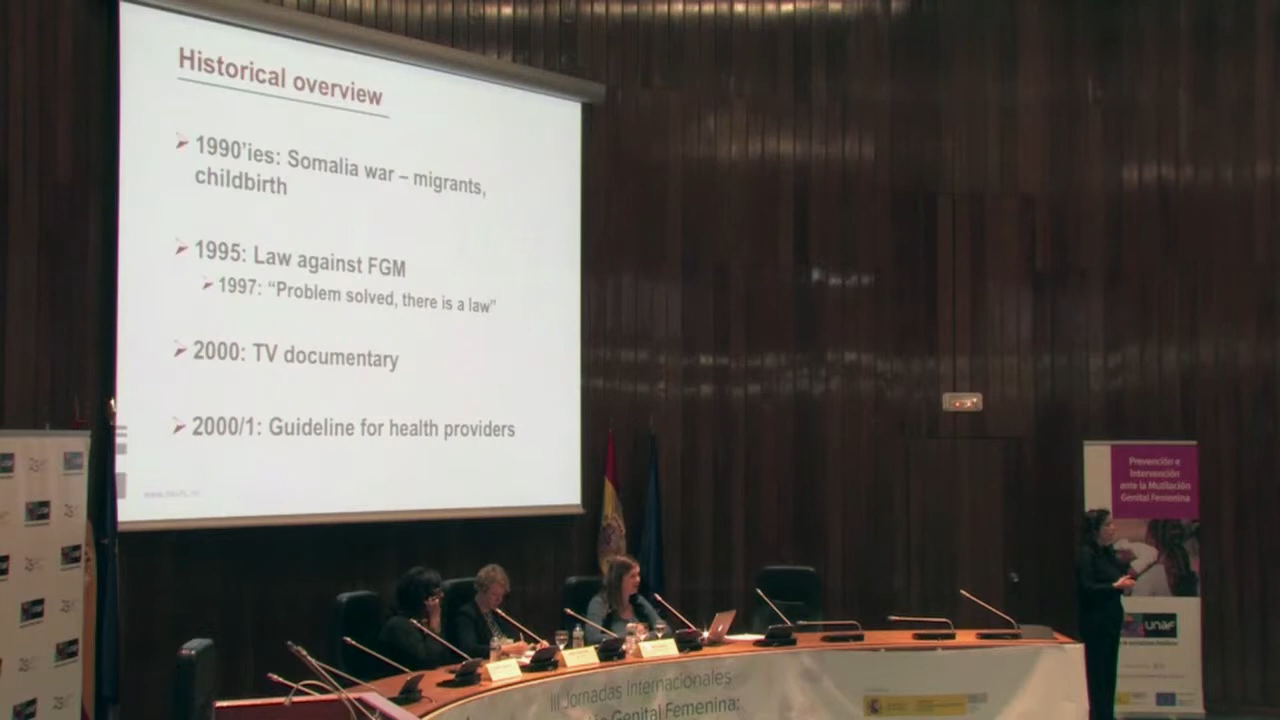 Historical overview
1990'ies: Somalia war – migrants,
childbirth
1995: Law against FGM
1997: “Problem solved, there is a law”
2000: TV documentary
2000/1: Guideline for health providers
Prevención e
Intervención
ante la Mutilación
Genital Femenina
unaf
III Jornadas Internacionales
Genital Femenina: